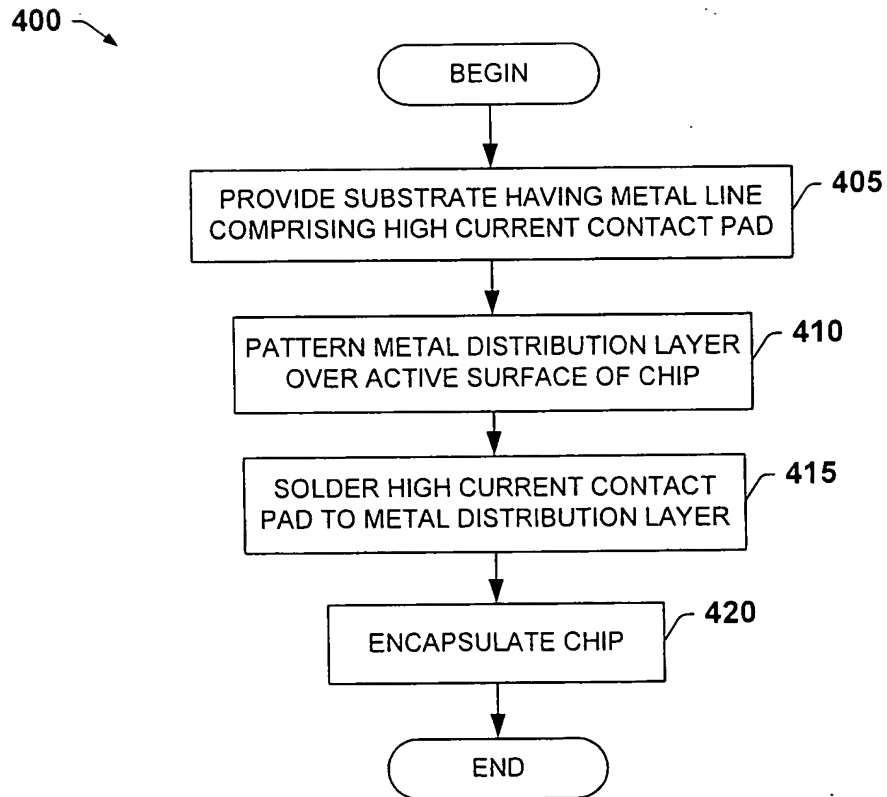 400
BEGIN
PROVIDE SUBSTRATE HAVING METAL LINE
COMPRISING HIGH CURRENT CONTACT PAD
405
PATTERN METAL DISTRIBUTION LAYER
OVER ACTIVE SURFACE OF CHIP
410
SOLDER HIGH CURRENT CONTACT
PAD TO METAL DISTRIBUTION LAYER
415
ENCAPSULATE CHIP
420
END